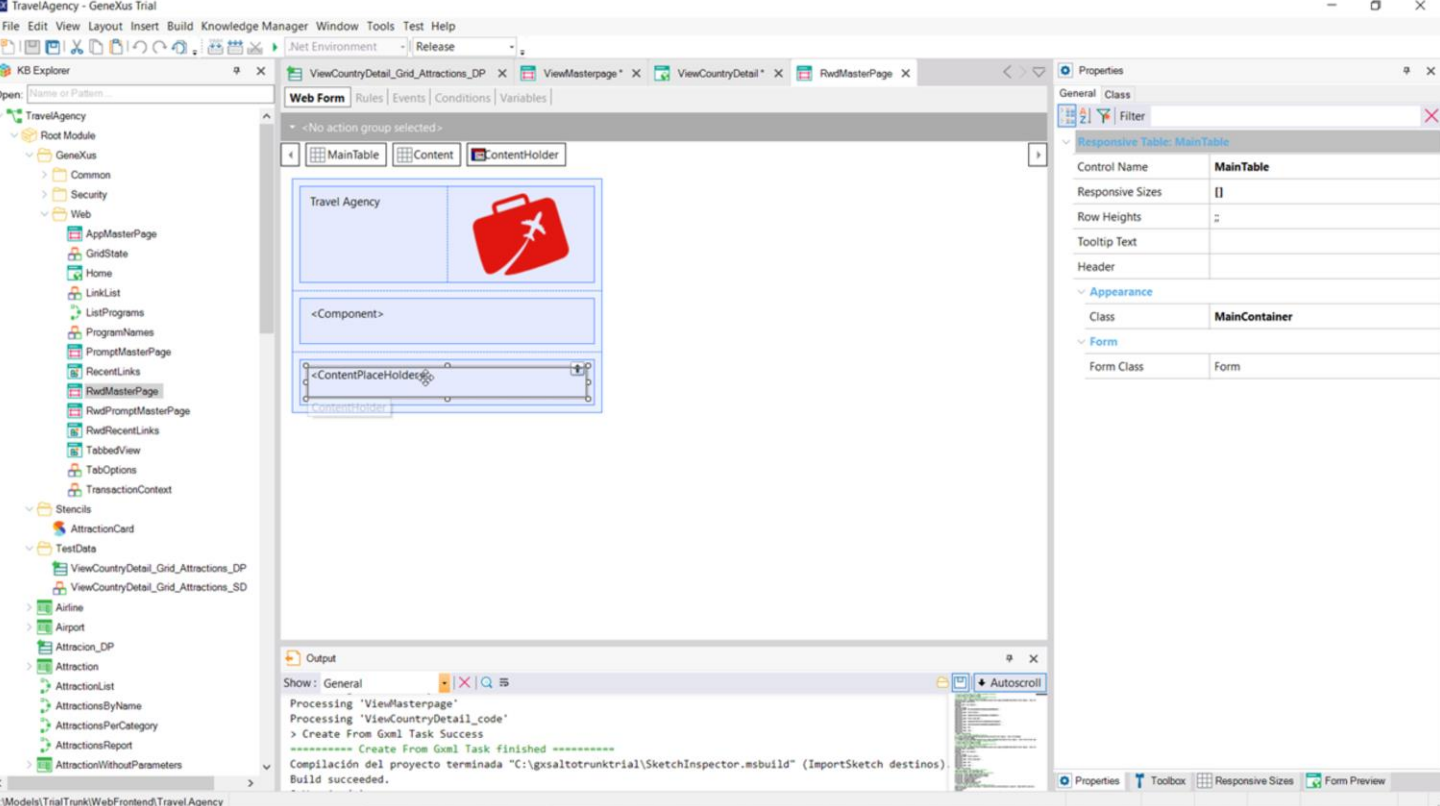 TravelAgency - GeneXus Trial
File Edit View Layout Insert Build Knowledge Manager Window Tools Test Help
.Net Environment Release
KB Explorer
Open: Name or Pattern...
TravelAgency
Root Module
GeneXus
Common
Security
Web
AppMasterPage
GridState
Home
LinkList
ListPrograms
ProgramNames
PromptMasterPage
RecentLinks
RwdMasterPage
RwdPromptMasterPage
RwdRecentLinks
TabbedView
TabOptions
TransactionContext
Stencils
AttractionCard
TestData
ViewCountryDetail_Grid_Attractions_DP
ViewCountryDetail_Grid_Attractions_SD
Airline
Airport
Attracion_DP
Attraction
AttractionList
AttractionsByName
AttractionsPerCategory
AttractionsReport
AttractionWithoutParameters
ViewCountryDetail_Grid_Attractions_DP ViewMasterpage * ViewCountryDetail * RwdMasterPage
Web Form Rules Events Conditions Variables
<No action group selected>
MainTable Content ContentHolder
Travel Agency
<Component>
<ContentPlaceHolder>
ContentHolder
Output
Show: General Autoscroll
Processing 'ViewMasterpage'
Processing 'ViewCountryDetail_code'
> Create From Gxml Task Success
========== Create From Gxml Task finished ==========
Compilación del proyecto terminada "C:\gxsaltotrunktrial\SketchInspector.msbuild" (ImportSketch destinos).
Build succeeded.
Properties
General Class
Filter
Responsive Table: MainTable
Control Name MainTable
Responsive Sizes []
Row Heights ;;
Tooltip Text
Header
Appearance
Class MainContainer
Form
Form Class Form
Properties Toolbox Responsive Sizes Form Preview
:\Models\TrialTrunk\WebFrontend\Travel.Agency